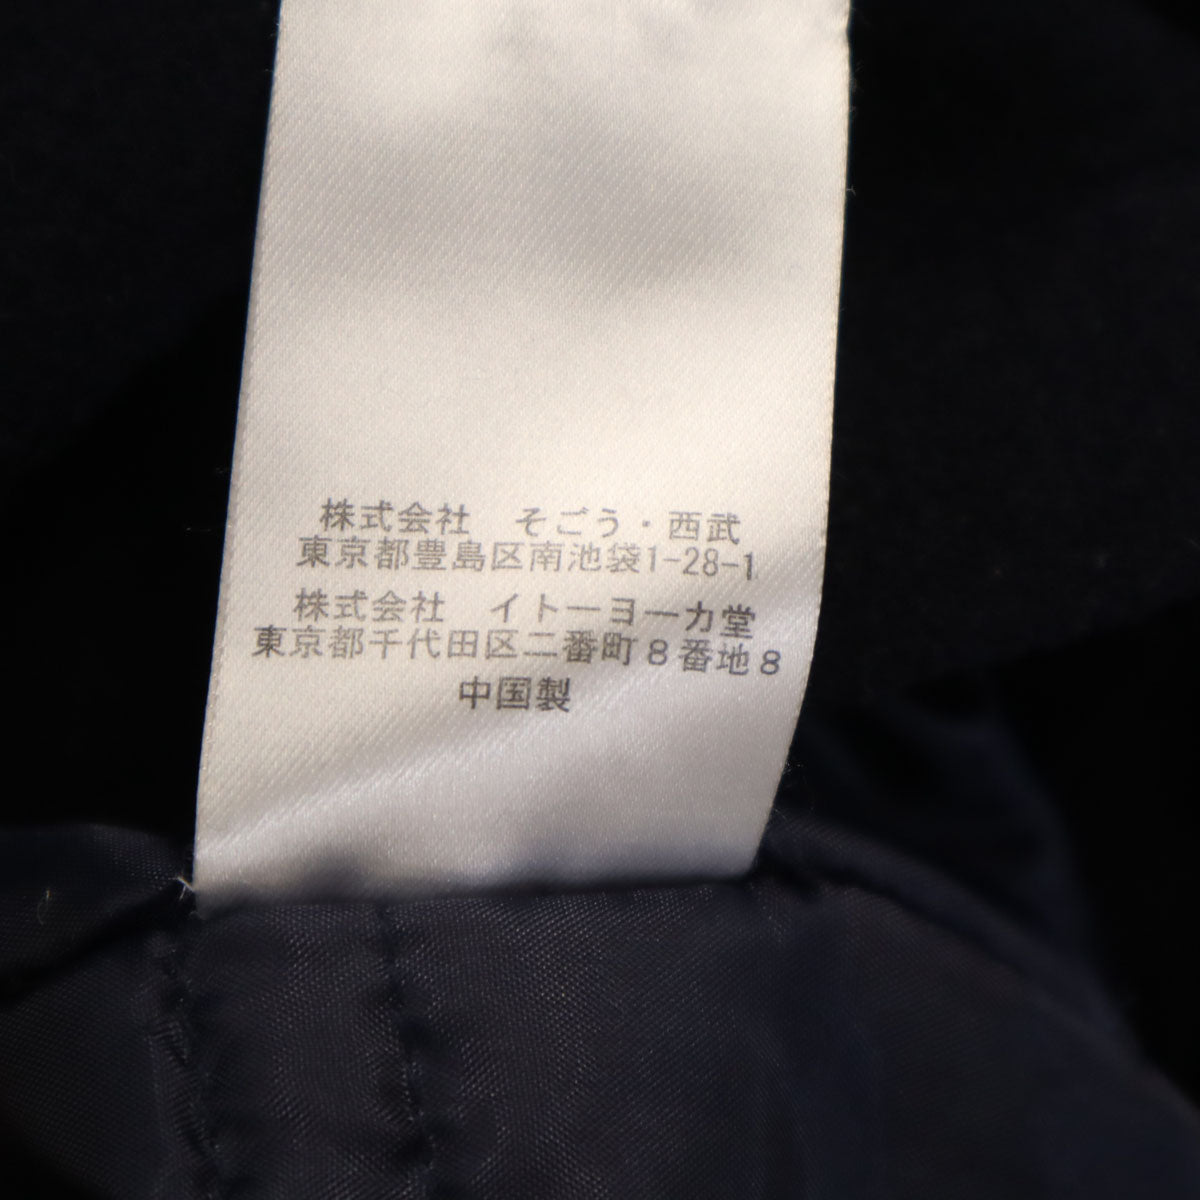 株式会社　そごう・西武
東京都豊島区南池袋1-28-1
株式会社　イトーヨーカ堂
東京都千代田区二番町８番地８
中国製